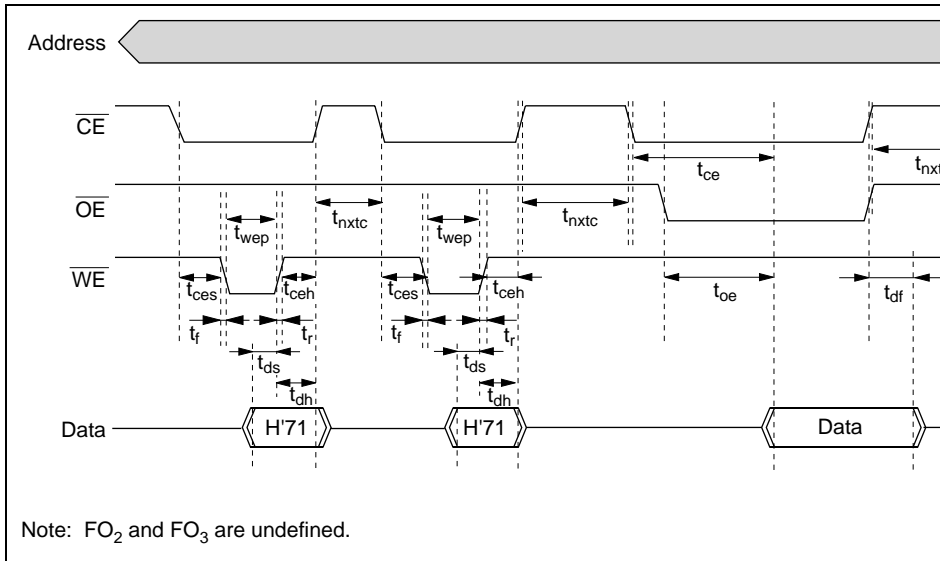 Address
CE
t_ce
t_nxt
OE
t_wep
t_nxtc
t_wep
t_nxtc
WE
t_ces
t_ceh
t_ces
t_ceh
t_oe
t_df
t_f
t_r
t_f
t_r
t_ds
t_ds
t_dh
t_dh
Data
H'71
H'71
Data
Note: FO₂ and FO₃ are undefined.